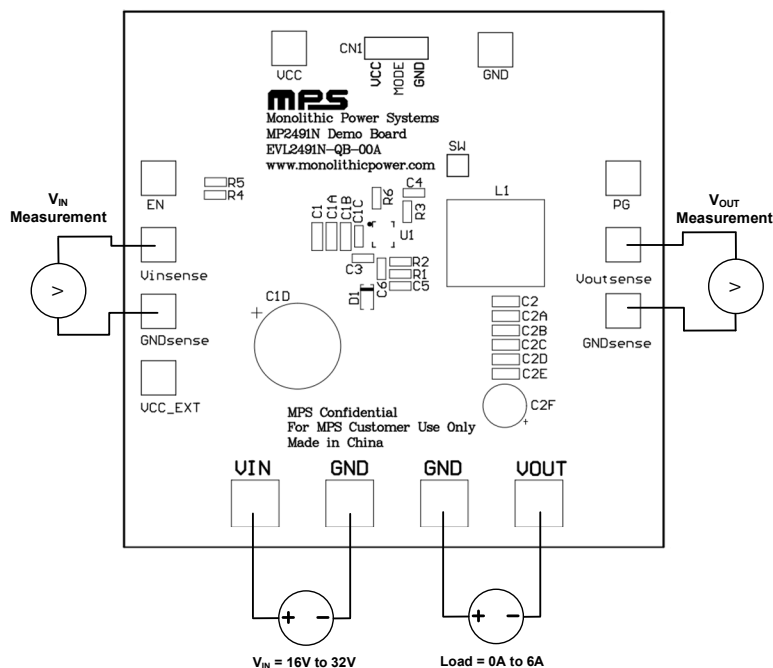 VCC
CN1
VCC
MODE
GND
GND
MPS
Monolithic Power Systems
MP2491N Demo Board
EVL2491N-QB-00A
www.monolithicpower.com
SW
EN
R5
R4
C1
C1A
C1B
C1C
R6
C4
R3
U1
L1
PG
VIN
Measurement
V
Vinsense
GNDsense
VCC_EXT
C3
C6
R2
R1
C5
D1
+
C1D
C2
C2A
C2B
C2C
C2D
C2E
C2F
+
VOUT
Measurement
V
Voutsense
GNDsense
MPS Confidential
For MPS Customer Use Only
Made in China
VIN
GND
GND
VOUT
+ −
+ −
VIN = 16V to 32V
Load = 0A to 6A